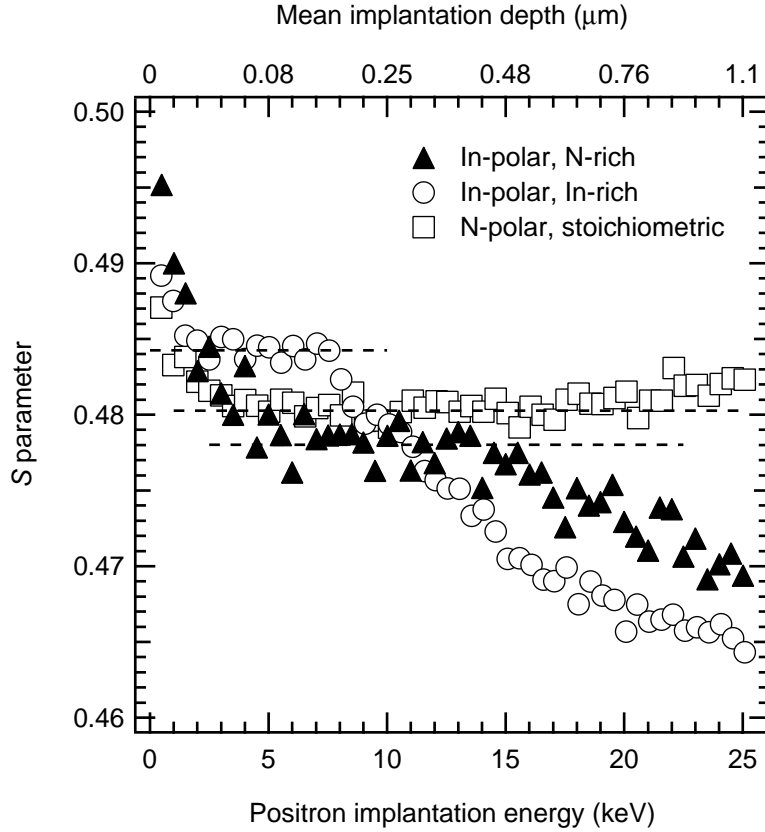 Mean implantation depth (μm)
0 0.08 0.25 0.48 0.76 1.1
0.50
In-polar, N-rich
In-polar, In-rich
N-polar, stoichiometric
0.49
S parameter
0.48
0.47
0.46
0 5 10 15 20 25
Positron implantation energy (keV)